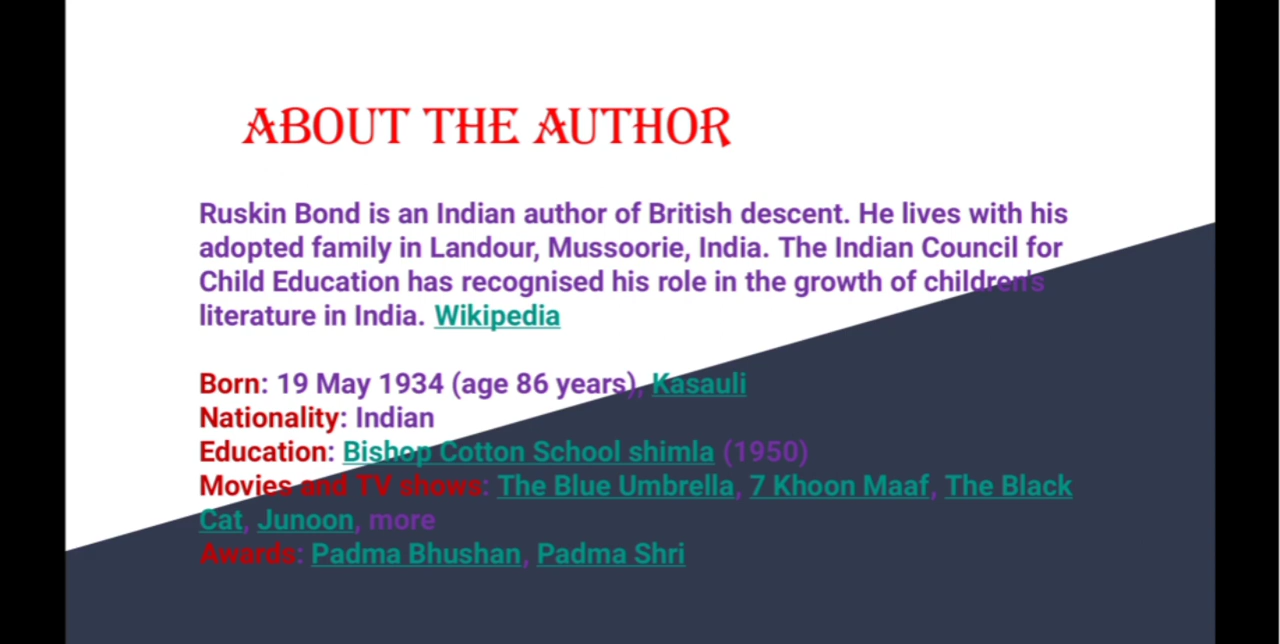 ABOUT THE AUTHOR
Ruskin Bond is an Indian author of British descent. He lives with his
adopted family in Landour, Mussoorie, India. The Indian Council for
Child Education has recognised his role in the growth of children's
literature in India. Wikipedia
Born: 19 May 1934 (age 86 years), Kasauli
Nationality: Indian
Education: Bishop Cotton School shimla (1950)
Movies and TV shows: The Blue Umbrella, 7 Khoon Maaf, The Black
Cat, Junoon, more
Awards: Padma Bhushan, Padma Shri